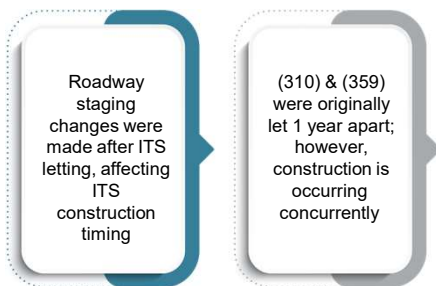 Roadway
staging
changes were
made after ITS
letting, affecting
ITS
construction
timing
(310) & (359)
were originally
let 1 year apart;
however,
construction is
occurring
concurrently